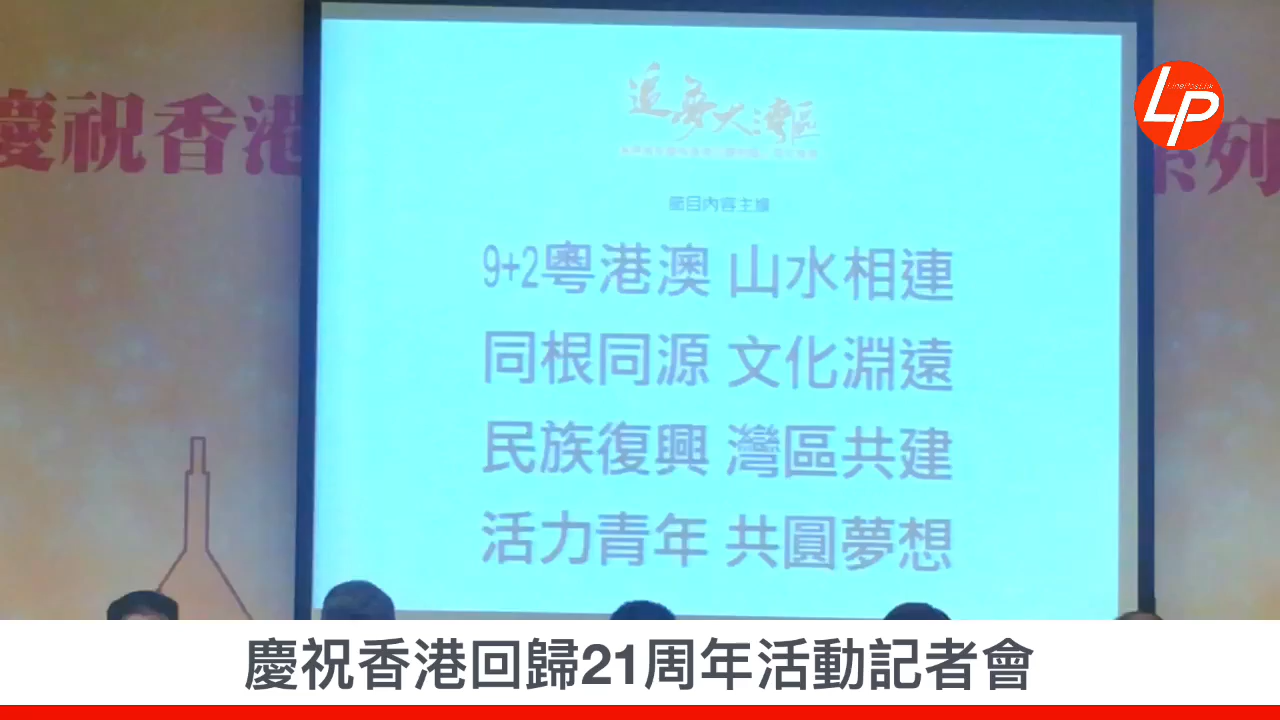 慶祝香港
系列
LP
追夢大灣區
節目內容主線
9+2粵港澳 山水相連
同根同源 文化淵遠
民族復興 灣區共建
活力青年 共圓夢想
慶祝香港回歸21周年活動記者會